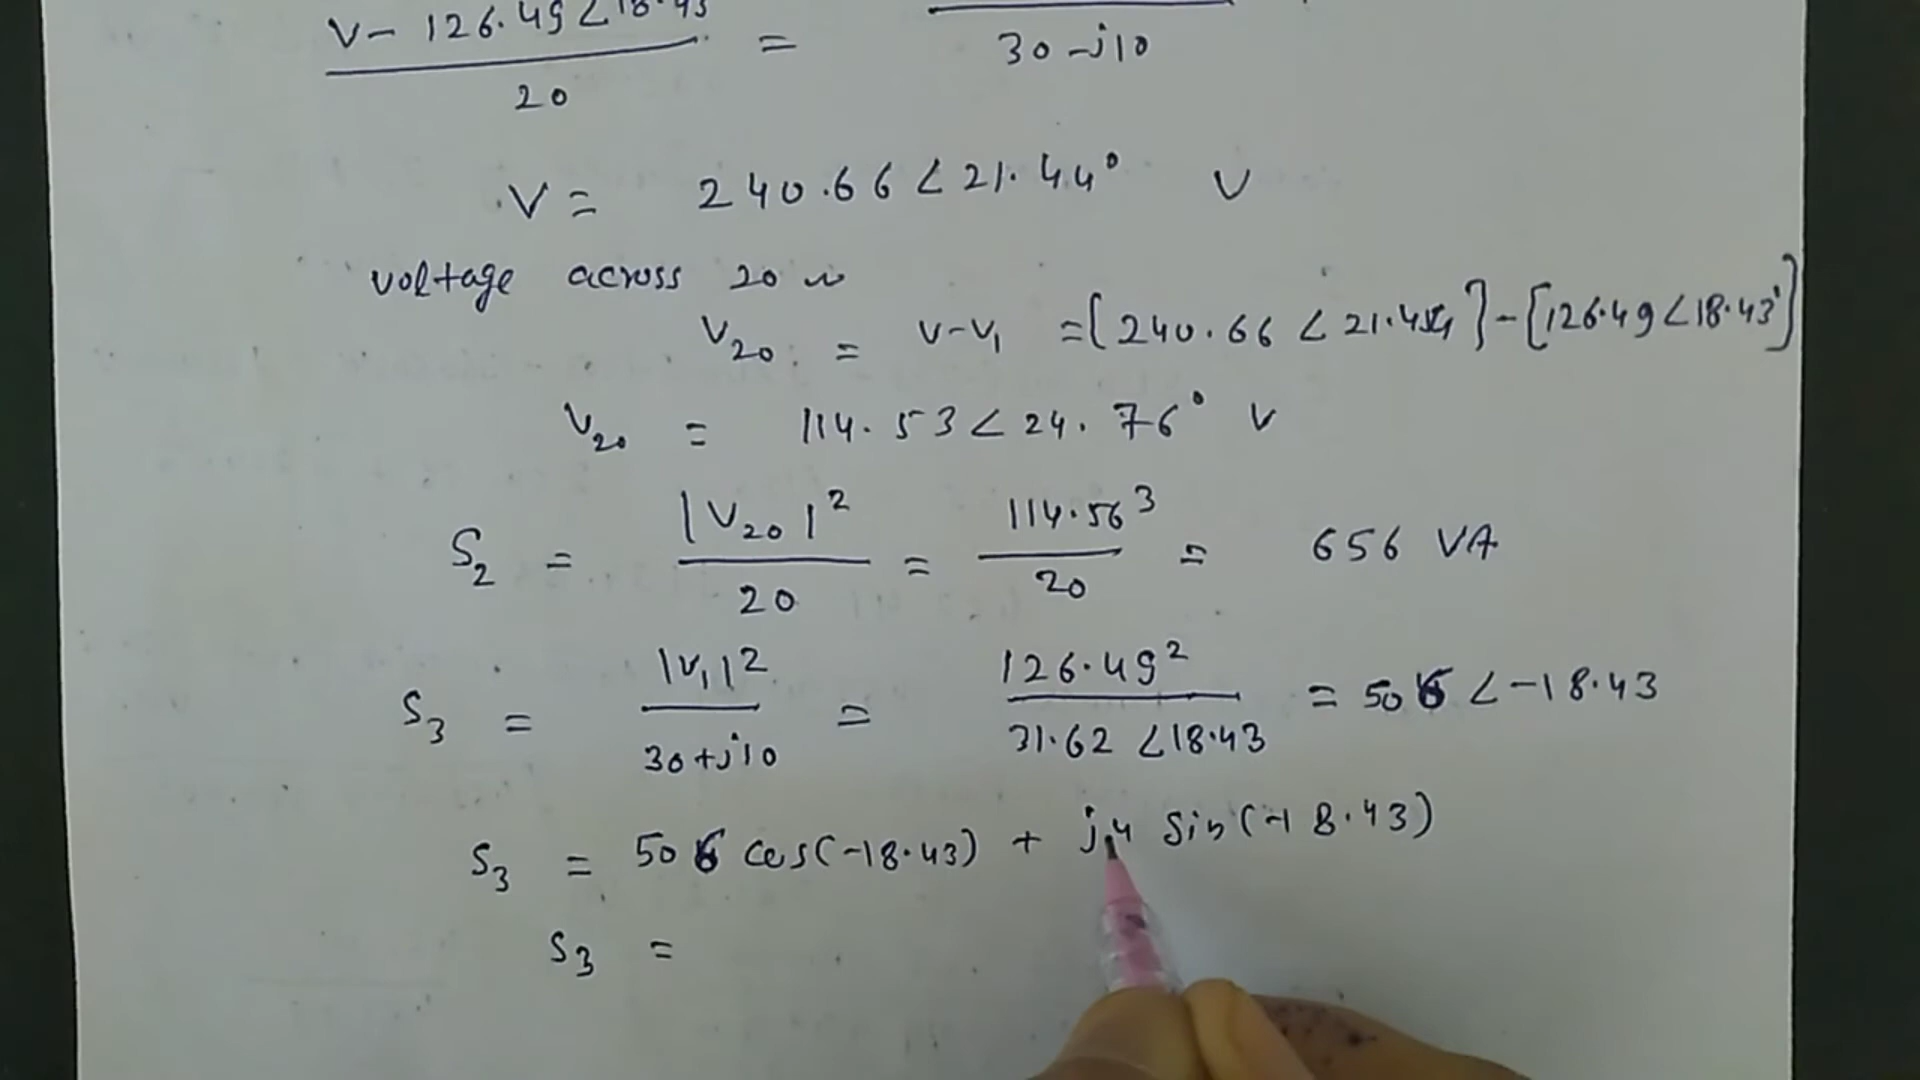 V - 126.49 ∠18.43 / 20 = / 30 - j10
V = 240.66 ∠21.44° V
voltage across 20 ω
V20 = V - V1 = [240.66 ∠21.44] - [126.49 ∠18.43°]
V20 = 114.53 ∠24.76° V
S2 = |V20|² / 20 = 114.56³ / 20 = 656 VA
S3 = |V1|² / 30+j10 = 126.49² / 31.62 ∠18.43 = 506 ∠-18.43
S3 = 506 cos(-18.43) + j4 Sin(-18.43)
S3 =